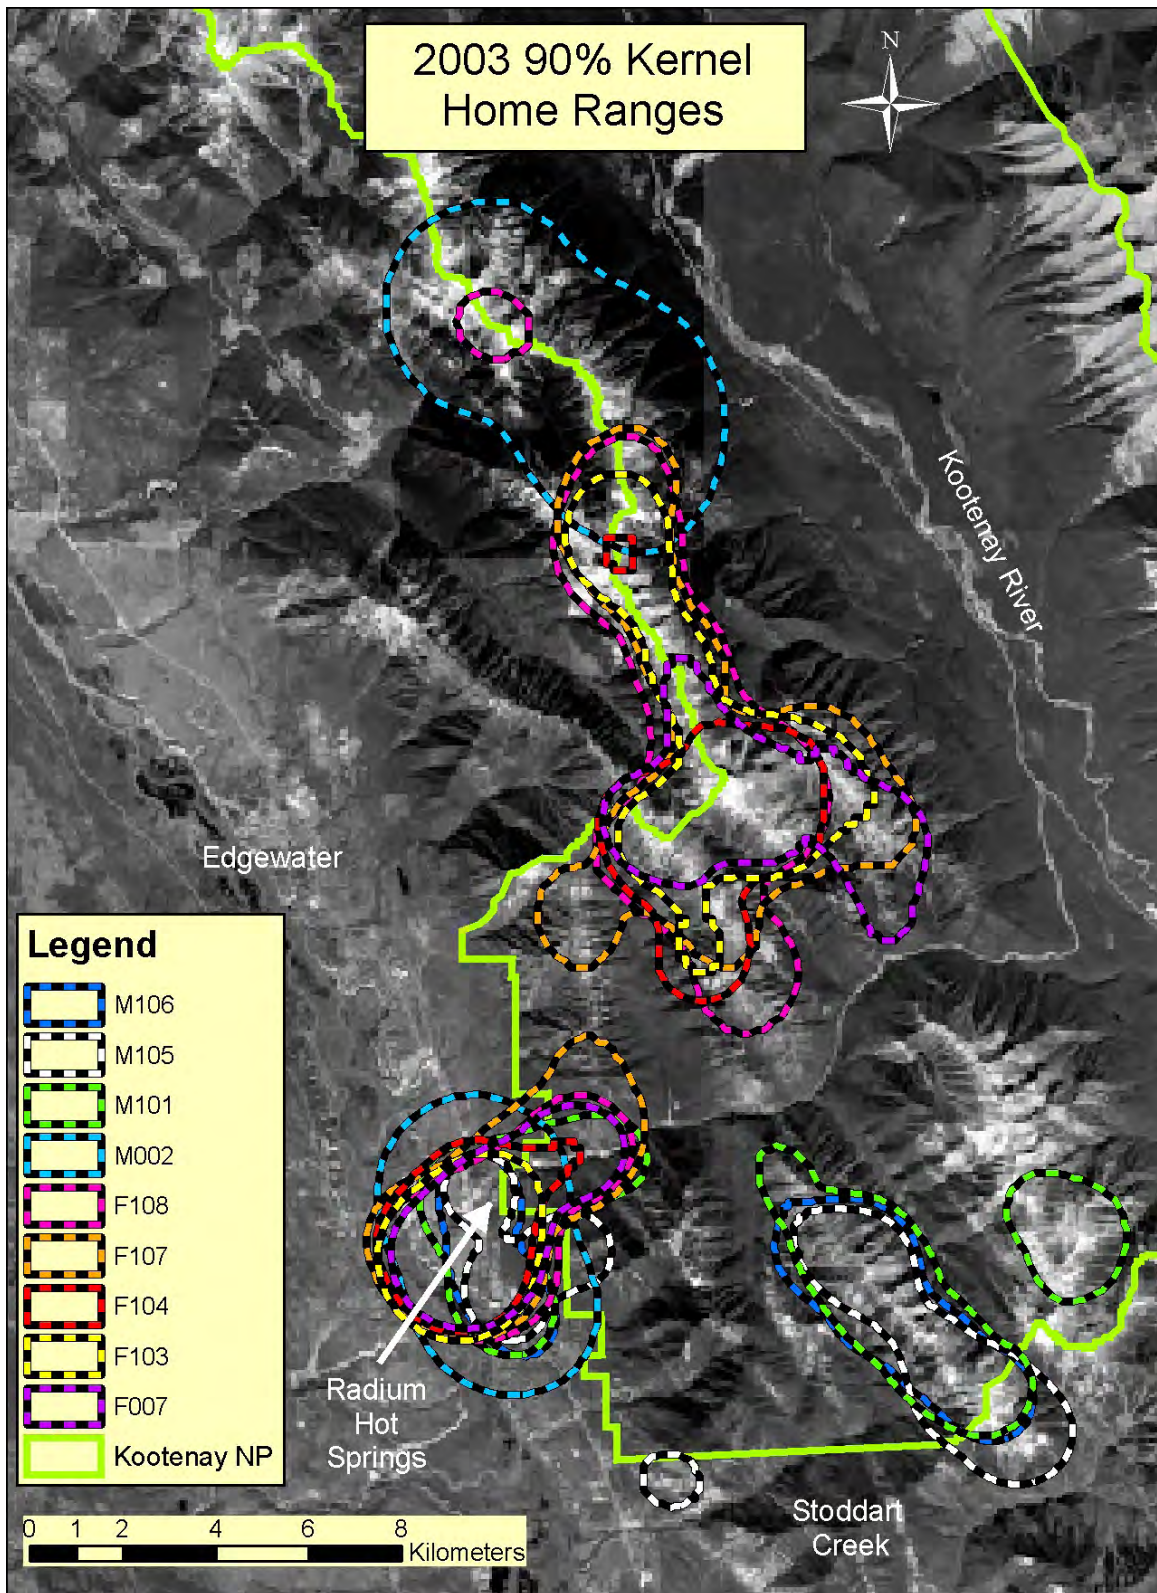 2003 90% Kernel
Home Ranges
N
Kootenay River
Edgewater
Legend
M106
M105
M101
M002
F108
F107
F104
F103
F007
Kootenay NP
Radium
Hot
Springs
Stoddart
Creek
0 1 2 4 6 8
Kilometers